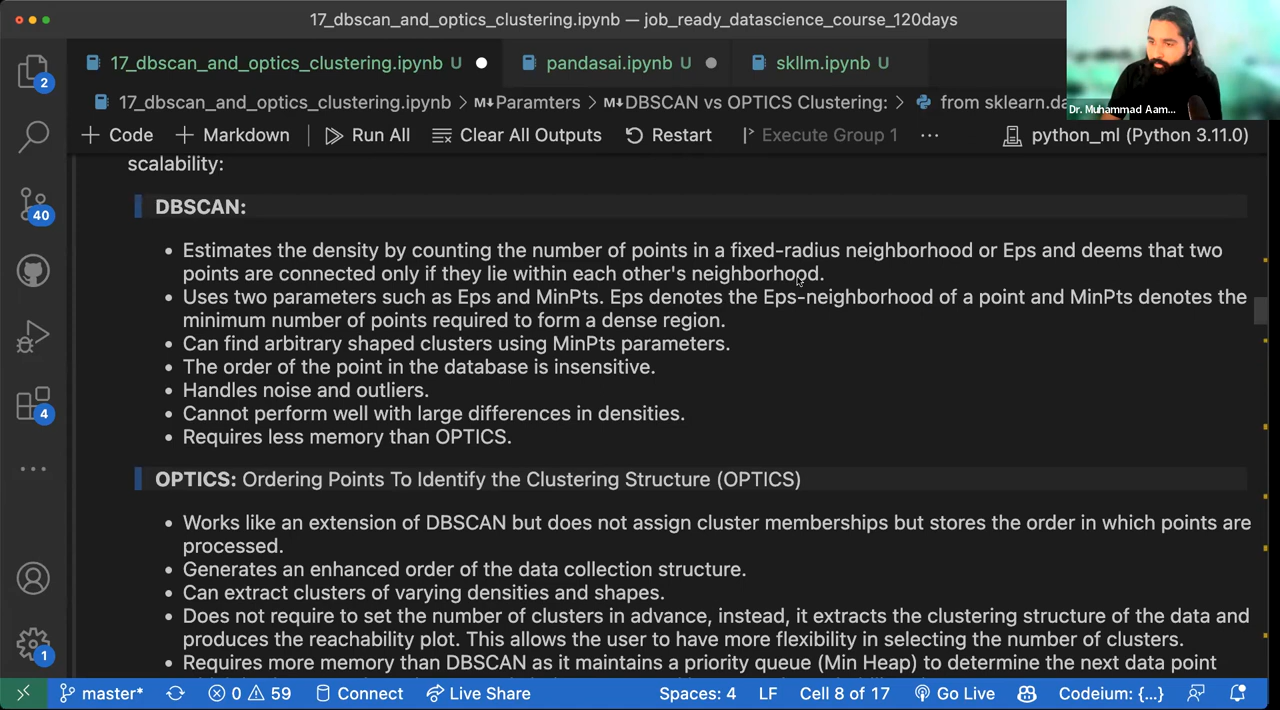 17_dbscan_and_optics_clustering.ipynb — job_ready_datascience_course_120days
17_dbscan_and_optics_clustering.ipynb U
pandasai.ipynb U
skllm.ipynb U
Dr. Muhammad Aam...
17_dbscan_and_optics_clustering.ipynb > M↓Paramters > M↓DBSCAN vs OPTICS Clustering: > from sklearn.da
+ Code + Markdown | Run All Clear All Outputs Restart Execute Group 1 ... python_ml (Python 3.11.0)
scalability:
DBSCAN:
• Estimates the density by counting the number of points in a fixed-radius neighborhood or Eps and deems that two
points are connected only if they lie within each other's neighborhood.
• Uses two parameters such as Eps and MinPts. Eps denotes the Eps-neighborhood of a point and MinPts denotes the
minimum number of points required to form a dense region.
• Can find arbitrary shaped clusters using MinPts parameters.
• The order of the point in the database is insensitive.
• Handles noise and outliers.
• Cannot perform well with large differences in densities.
• Requires less memory than OPTICS.
OPTICS: Ordering Points To Identify the Clustering Structure (OPTICS)
• Works like an extension of DBSCAN but does not assign cluster memberships but stores the order in which points are
processed.
• Generates an enhanced order of the data collection structure.
• Can extract clusters of varying densities and shapes.
• Does not require to set the number of clusters in advance, instead, it extracts the clustering structure of the data and
produces the reachability plot. This allows the user to have more flexibility in selecting the number of clusters.
• Requires more memory than DBSCAN as it maintains a priority queue (Min Heap) to determine the next data point
2
40
4
1
master* 0 59 Connect Live Share Spaces: 4 LF Cell 8 of 17 Go Live Codeium: {...}